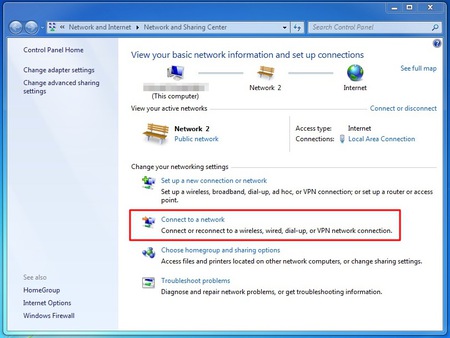 « Network and Internet ▸ Network and Sharing Center
Search Control Panel
Control Panel Home
Change adapter settings
Change advanced sharing
settings
View your basic network information and set up connections
See full map
(This computer)
Network 2
Internet
View your active networks
Connect or disconnect
Network 2
Public network
Access type: Internet
Connections: Local Area Connection
Change your networking settings
Set up a new connection or network
Set up a wireless, broadband, dial-up, ad hoc, or VPN connection; or set up a router or access
point.
Connect to a network
Connect or reconnect to a wireless, wired, dial-up, or VPN network connection.
Choose homegroup and sharing options
Access files and printers located on other network computers, or change sharing settings.
Troubleshoot problems
Diagnose and repair network problems, or get troubleshooting information.
See also
HomeGroup
Internet Options
Windows Firewall